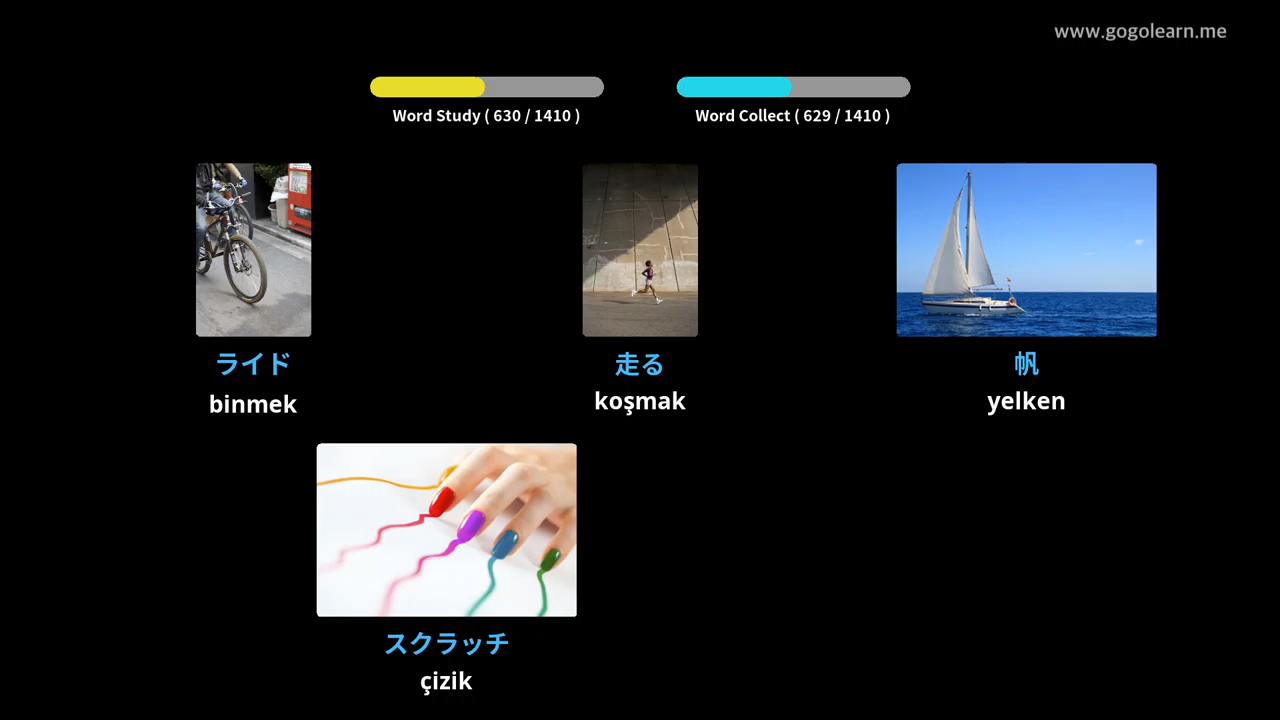 www.gogolearn.me
Word Study ( 630 / 1410 )
Word Collect ( 629 / 1410 )
ライド
binmek
走る
koşmak
帆
yelken
スクラッチ
çizik